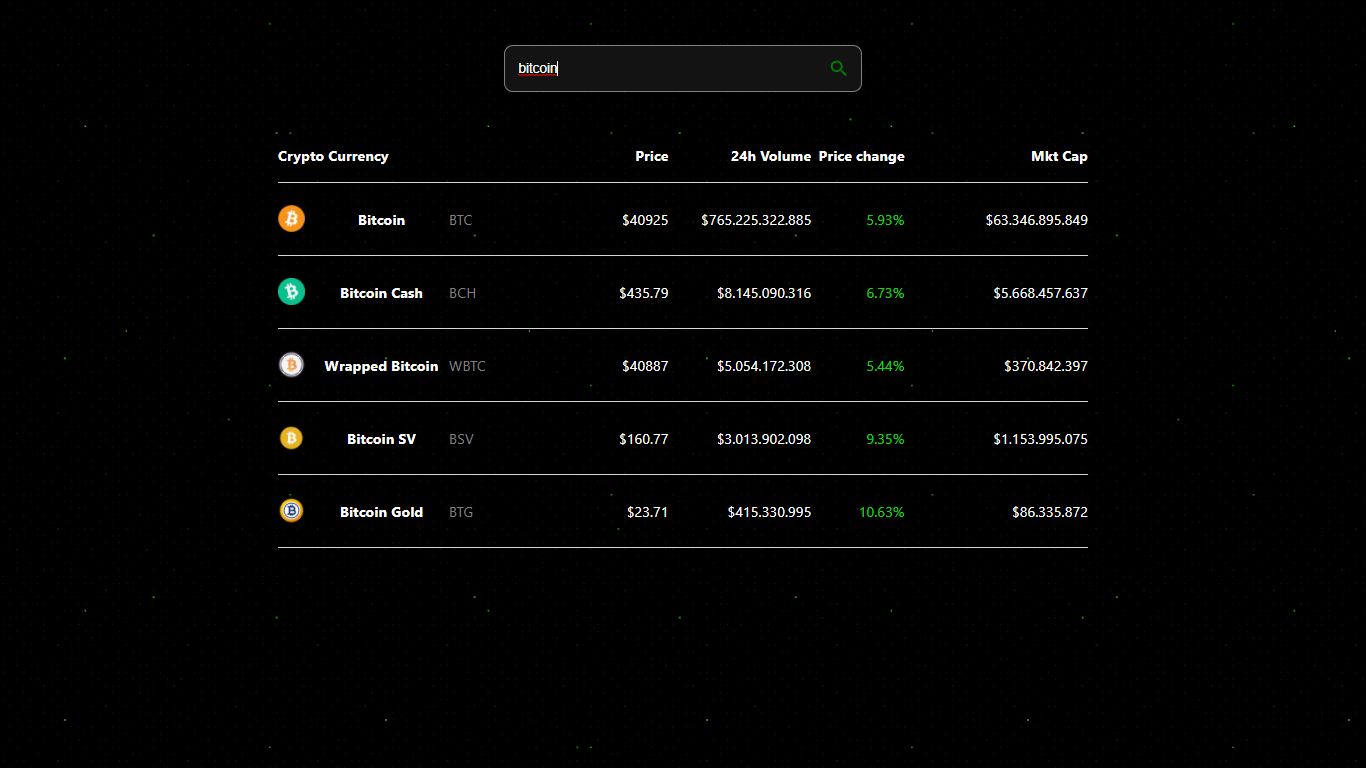 bitcoin
Crypto Currency Price 24h Volume Price change Mkt Cap
Bitcoin BTC $40925 $765.225.322.885 5.93% $63.346.895.849
Bitcoin Cash BCH $435.79 $8.145.090.316 6.73% $5.668.457.637
Wrapped Bitcoin WBTC $40887 $5.054.172.308 5.44% $370.842.397
Bitcoin SV BSV $160.77 $3.013.902.098 9.35% $1.153.995.075
Bitcoin Gold BTG $23.71 $415.330.995 10.63% $86.335.872